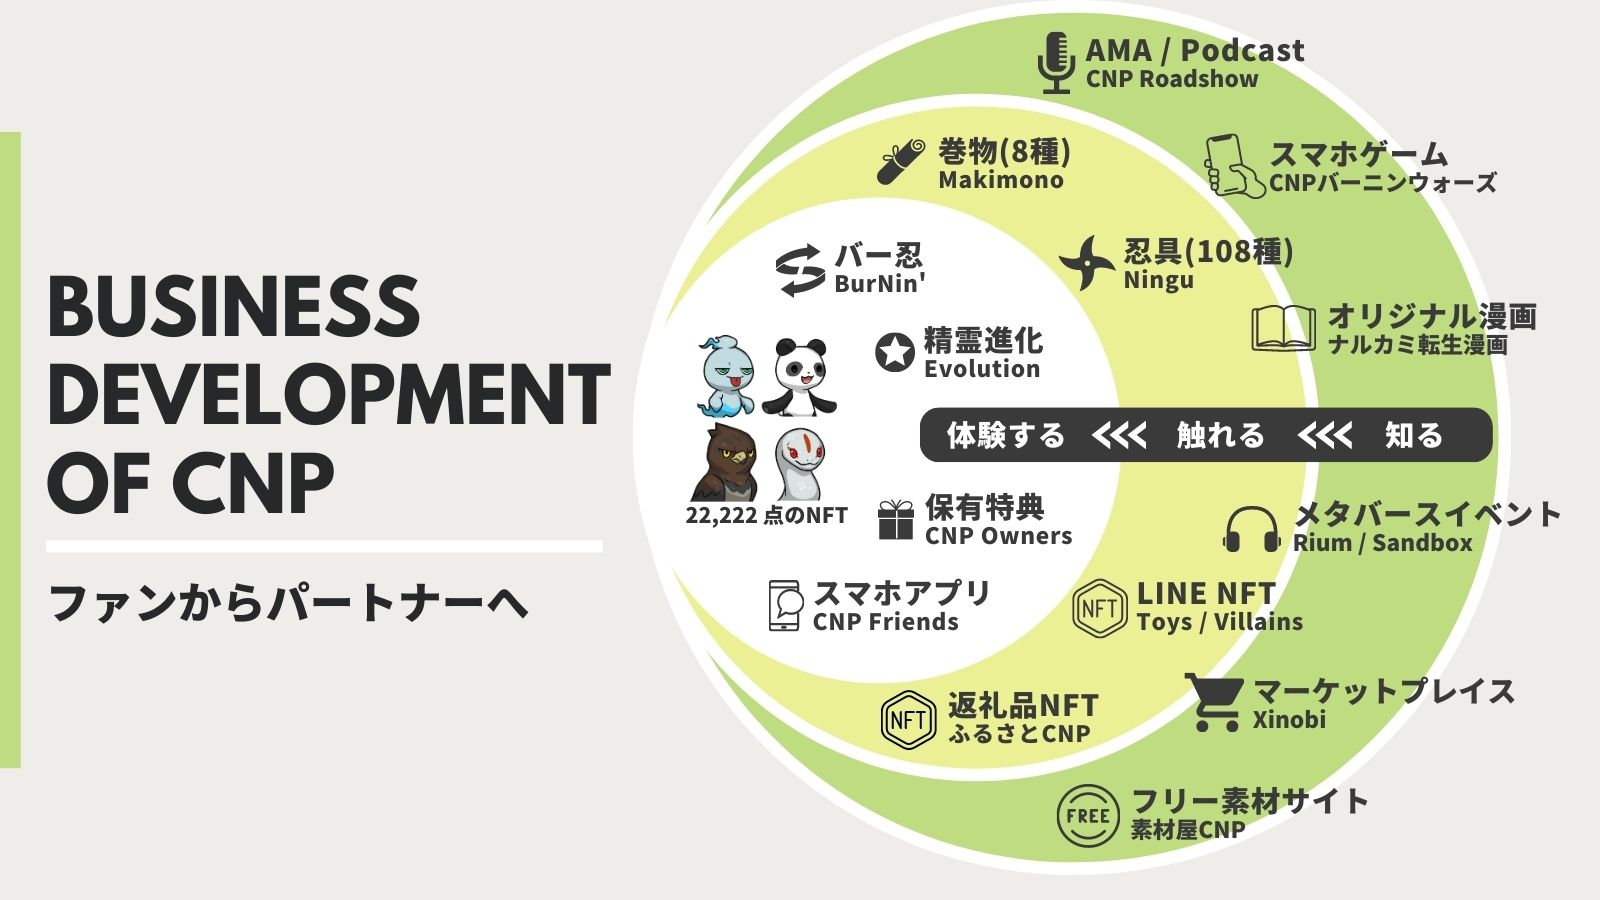 BUSINESS
DEVELOPMENT
OF CNP
ファンからパートナーへ
AMA / Podcast
CNP Roadshow
巻物(8種)
Makimono
スマホゲーム
CNPバーニンウォーズ
バー忍
BurNin'
忍具(108種)
Ningu
オリジナル漫画
ナルカミ転生漫画
精霊進化
Evolution
体験する <<< 触れる <<< 知る
22,222 点のNFT
保有特典
CNP Owners
メタバースイベント
Rium / Sandbox
スマホアプリ
CNP Friends
NFT
LINE NFT
Toys / Villains
NFT
返礼品NFT
ふるさとCNP
マーケットプレイス
Xinobi
FREE
フリー素材サイト
素材屋CNP